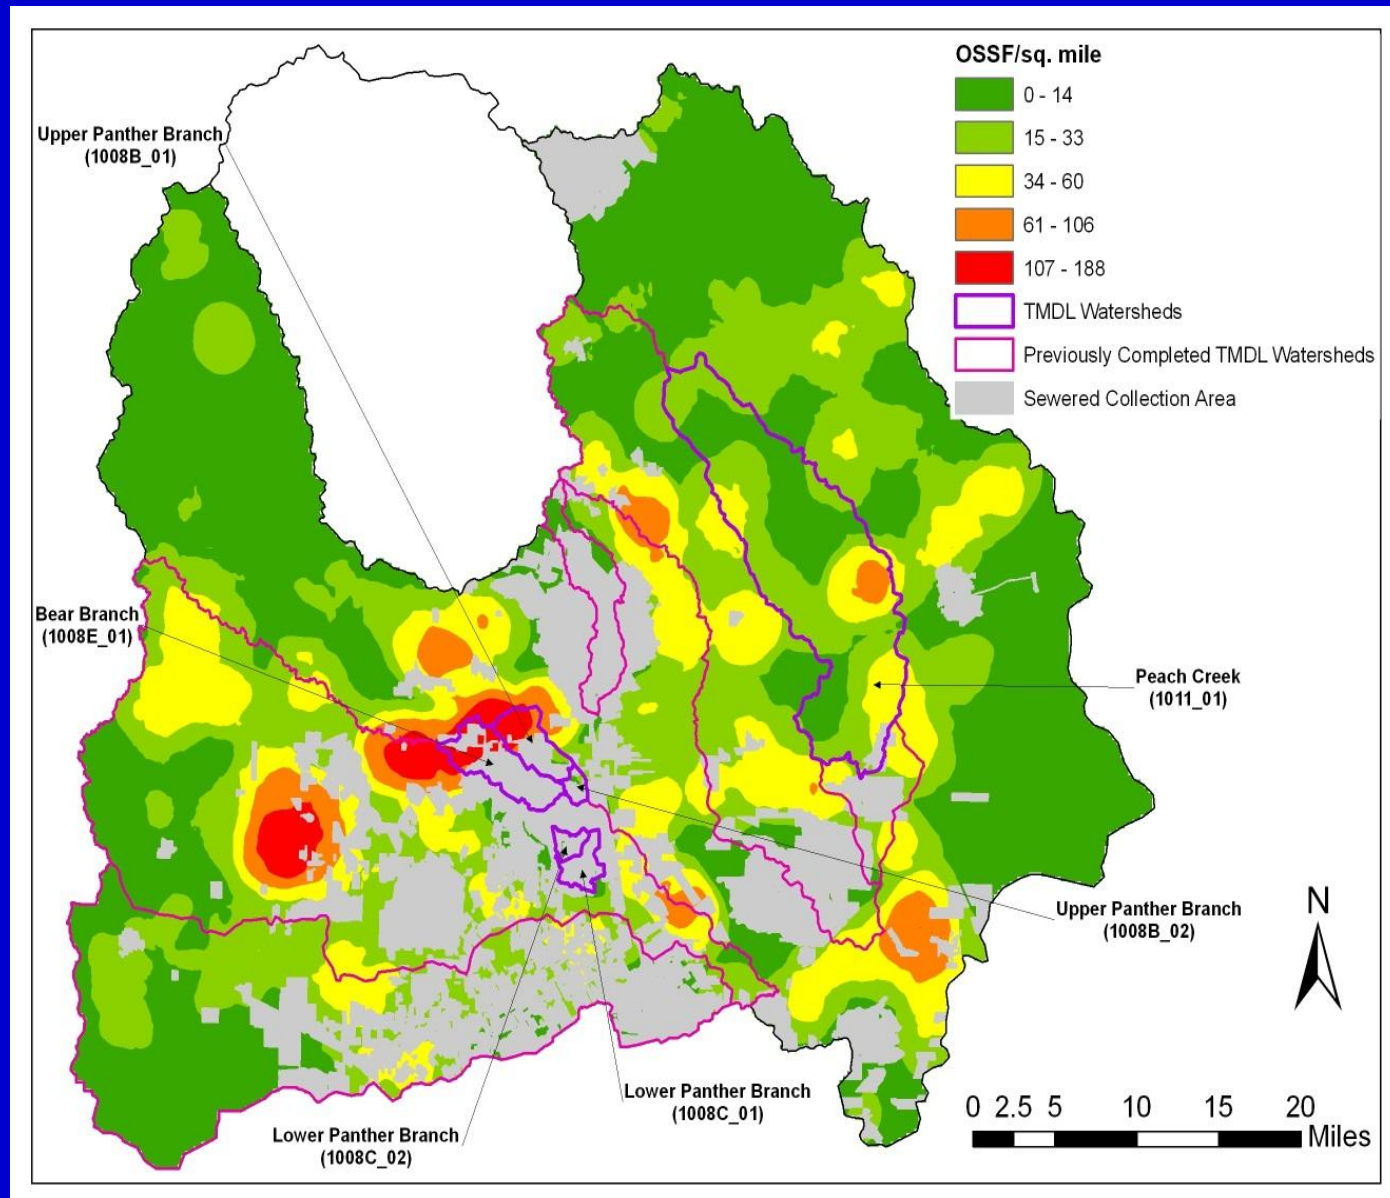 OSSF/sq. mile
0 - 14
15 - 33
34 - 60
61 - 106
107 - 188
TMDL Watersheds
Previously Completed TMDL Watersheds
Sewered Collection Area
Upper Panther Branch
(1008B_01)
Bear Branch
(1008E_01)
Peach Creek
(1011_01)
Upper Panther Branch
(1008B_02)
N
Lower Panther Branch
(1008C_01)
Lower Panther Branch
(1008C_02)
0 2.5 5 10 15 20
Miles